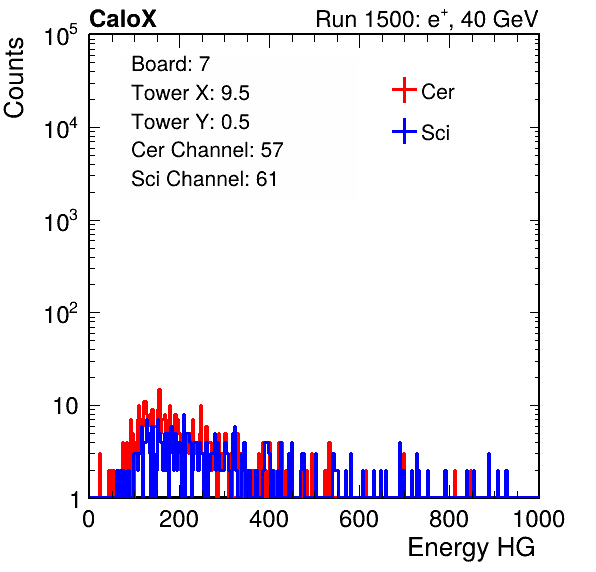 CaloX Run 1500: e⁺, 40 GeV
Counts
10⁵
10⁴
10³
10²
10
1
Board: 7
Tower X: 9.5
Tower Y: 0.5
Cer Channel: 57
Sci Channel: 61
Cer
Sci
0 200 400 600 800 1000
Energy HG